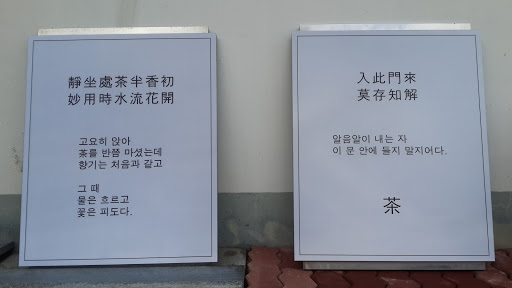 靜坐處茶半香初
妙用時水流花開
고요히 앉아
茶를 반쯤 마셨는데
향기는 처음과 같고
그 때
물은 흐르고
꽃은 피도다.
入此門來
莫存知解
알음알이 내는 자
이 문 안에 들지 말지어다.
茶